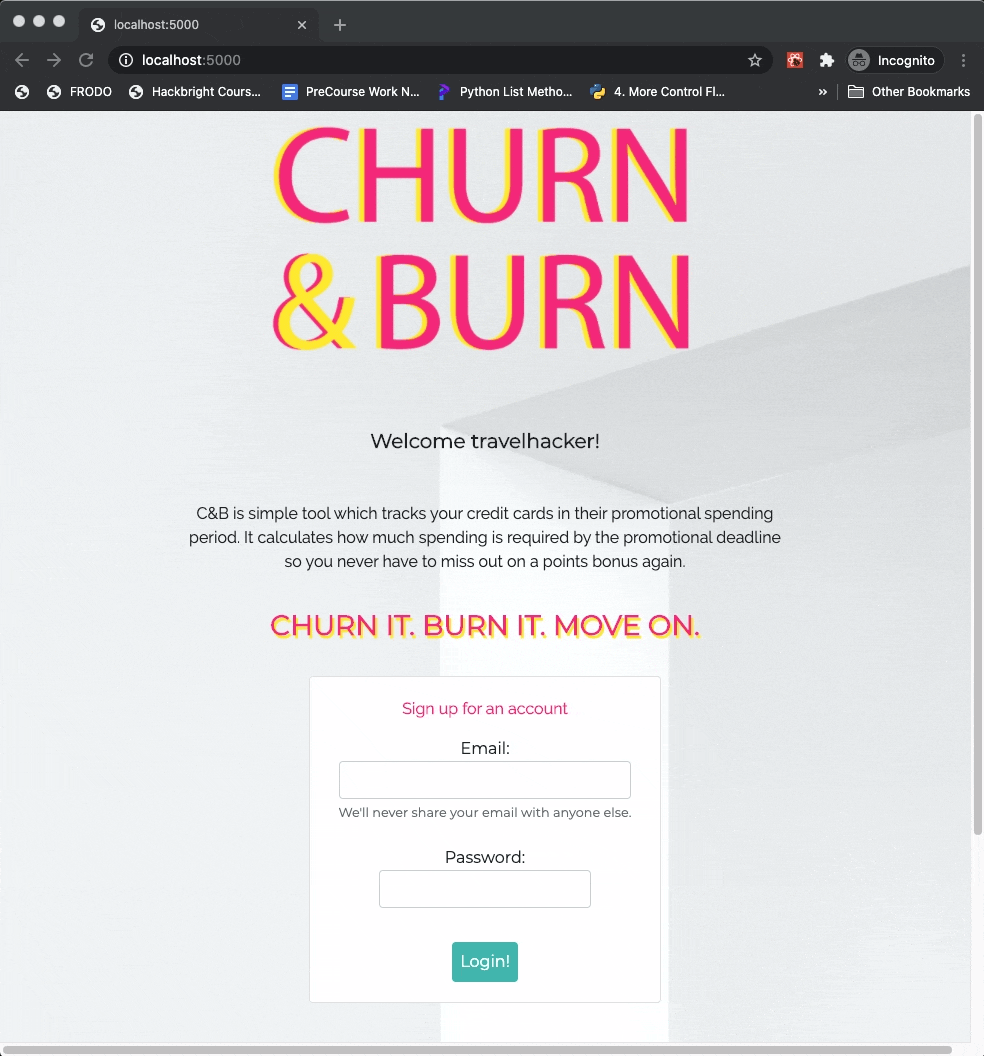 localhost:5000
localhost:5000
Incognito
FRODO
Hackbright Cours...
PreCourse Work N...
Python List Metho...
4. More Control Fl...
»
Other Bookmarks
CHURN
& BURN
Welcome travelhacker!
C&B is simple tool which tracks your credit cards in their promotional spending
period. It calculates how much spending is required by the promotional deadline
so you never have to miss out on a points bonus again.
CHURN IT. BURN IT. MOVE ON.
Sign up for an account
Email:
We'll never share your email with anyone else.
Password:
Login!